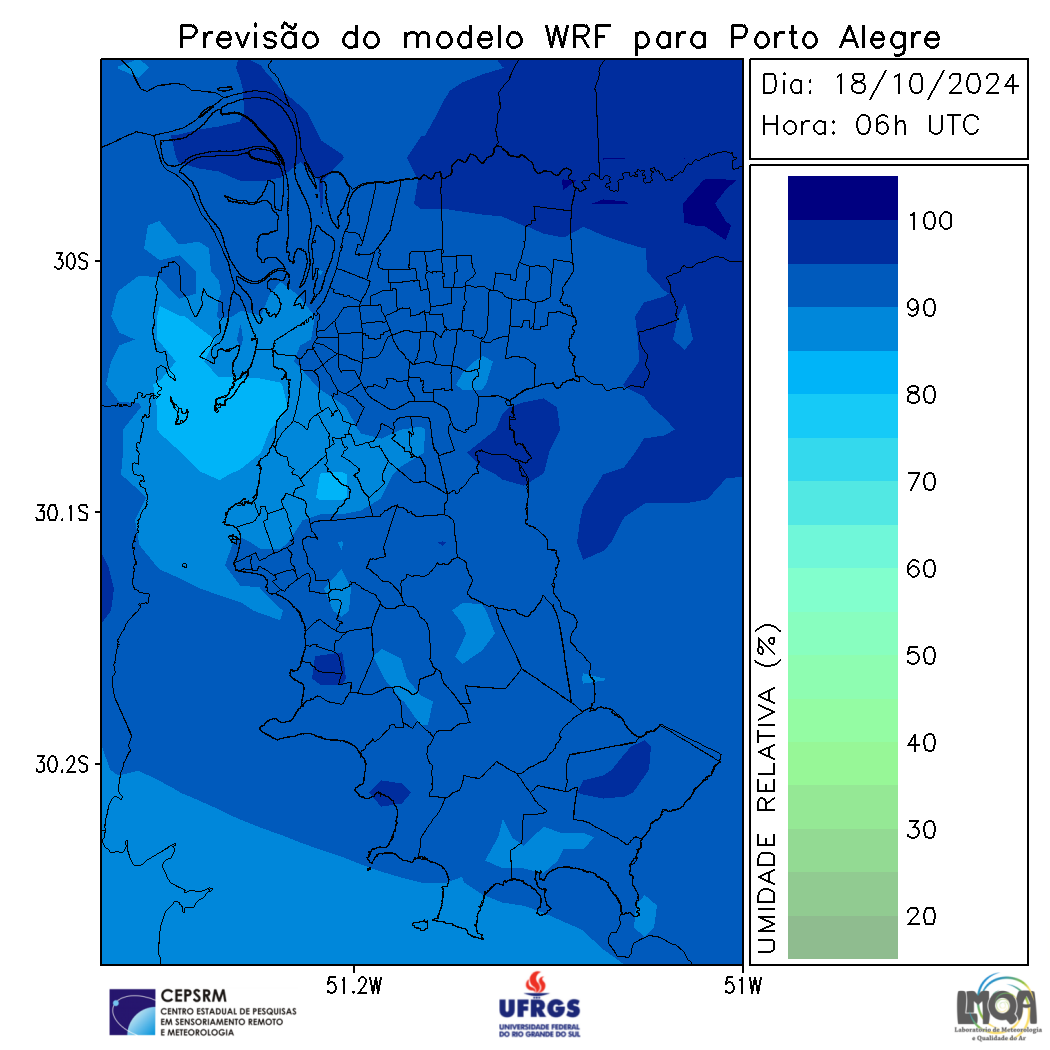 Previsão do modelo WRF para Porto Alegre
Dia: 18/10/2024
Hora: 06h UTC
30S
30.1S
30.2S
51.2W
51W
UMIDADE RELATIVA (%)
100
90
80
70
60
50
40
30
20
CEPSRM
CENTRO ESTADUAL DE PESQUISAS
EM SENSORIAMENTO REMOTO
E METEOROLOGIA
UFRGS
UNIVERSIDADE FEDERAL
DO RIO GRANDE DO SUL
LMQA
Laboratório de Meteorologia
e Qualidade do Ar